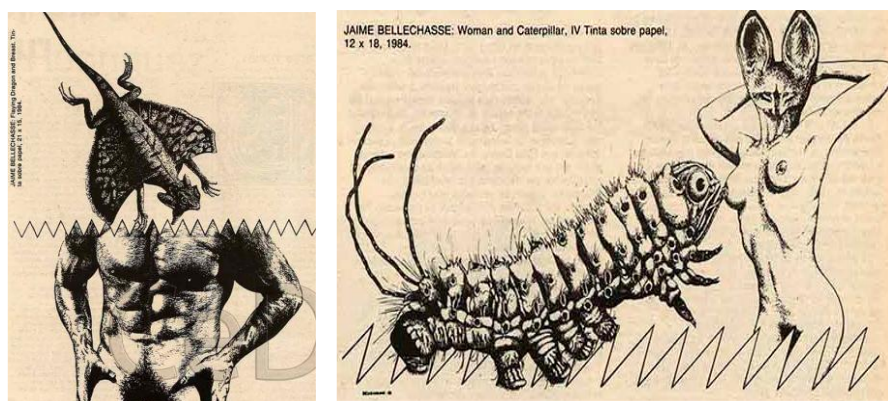 JAIME BELLECHASSE: Flaying Dragon and Breast. Tin-
ta sobre papel, 21 x 15, 1984.
JAIME BELLECHASSE: Woman and Caterpillar, IV Tinta sobre papel,
12 x 18, 1984.